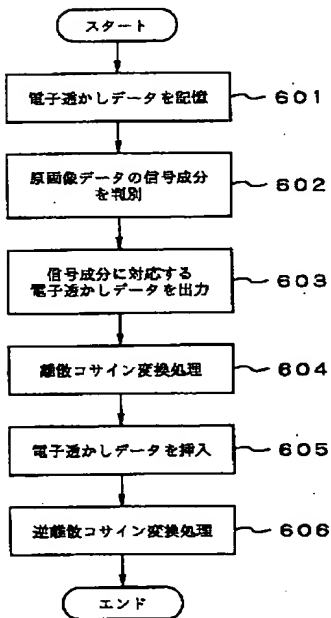 スタート
電子透かしデータを記憶
601
原画像データの信号成分
を判別
602
信号成分に対応する
電子透かしデータを出力
603
離散コサイン変換処理
604
電子透かしデータを挿入
605
逆離散コサイン変換処理
606
エンド